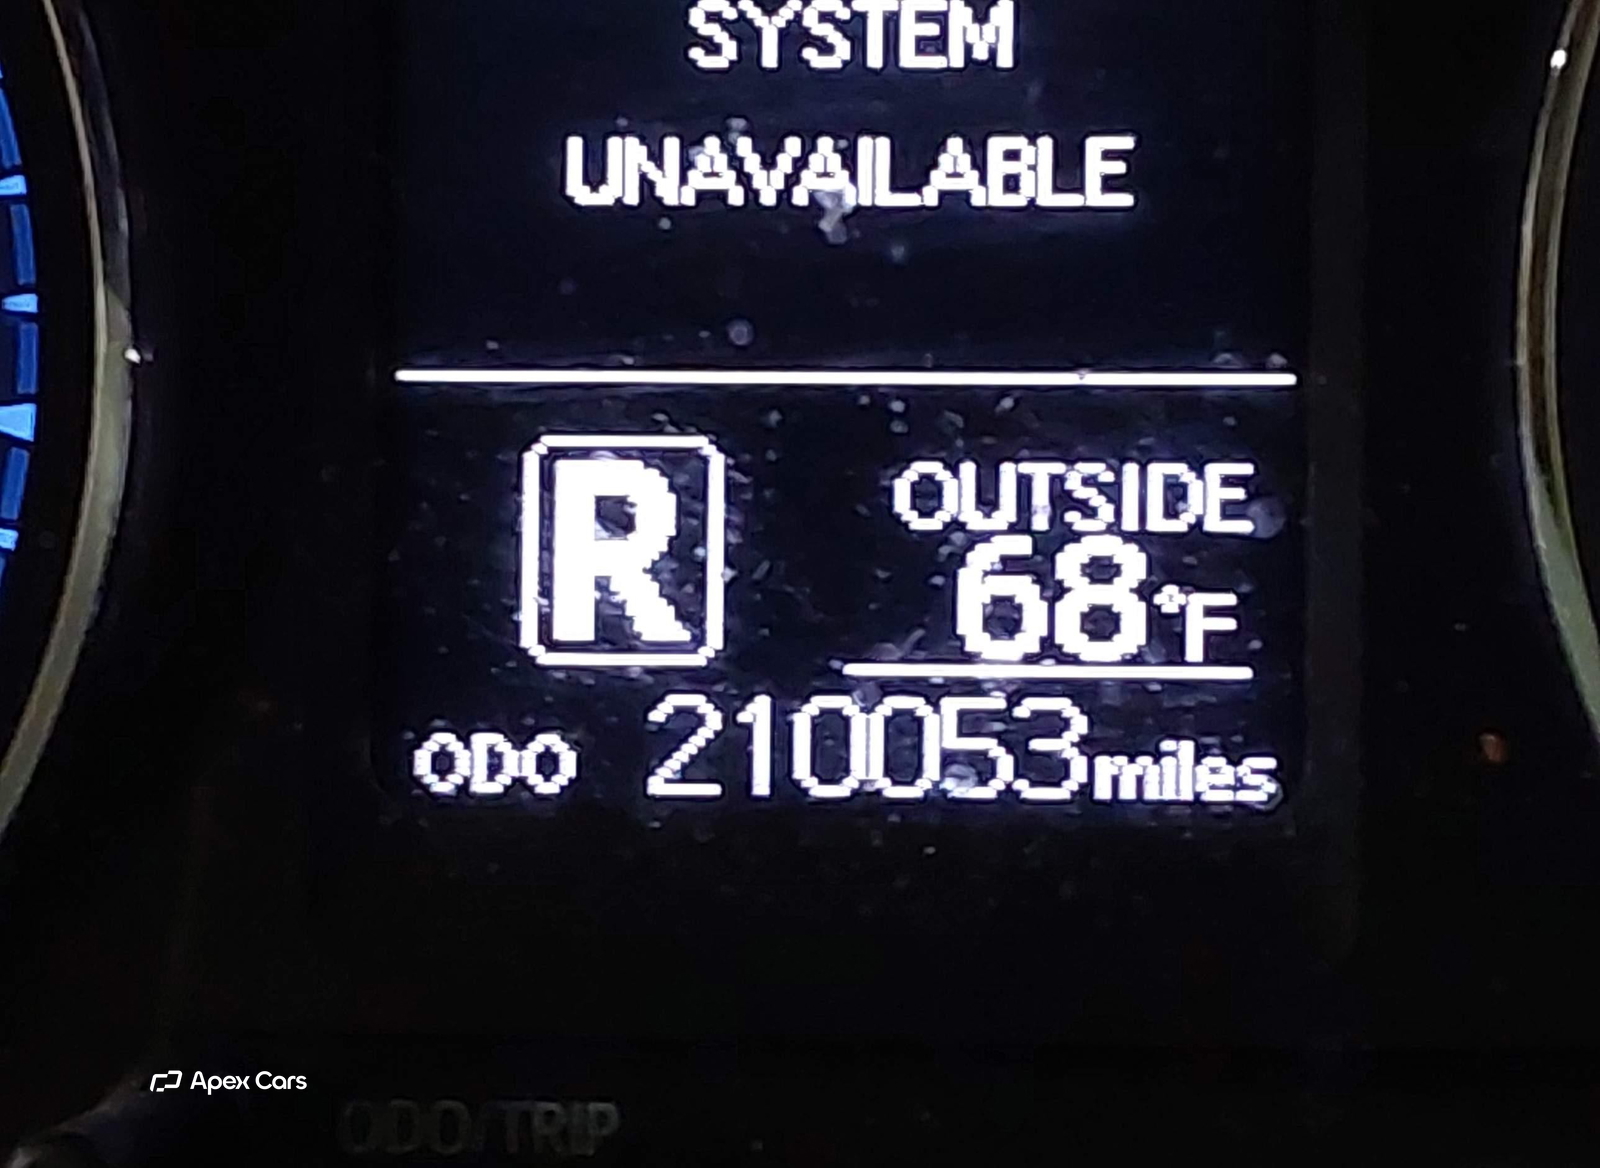 SYSTEM
UNAVAILABLE
R
OUTSIDE
68°F
ODO 210053 miles
Apex Cars
ODO/TRIP